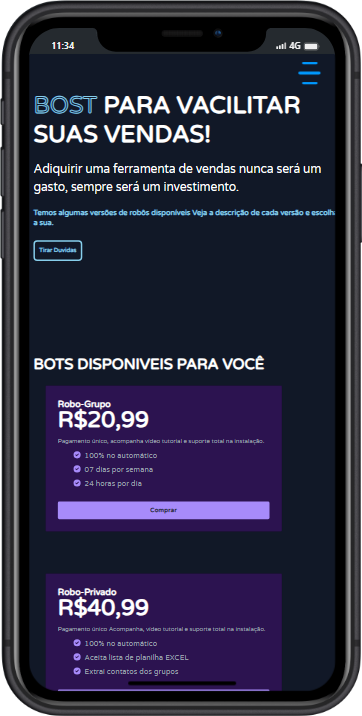 11:34
4G
BOST PARA VACILITAR
SUAS VENDAS!
Adiquirir uma ferramenta de vendas nunca será um
gasto, sempre será um investimento.
Temos algumas versões de robôs disponíveis Veja a descrição de cada versão e escolha
a sua.
Tirar Duvidas
BOTS DISPONIVEIS PARA VOCÊ
Robo-Grupo
R$20,99
Pagamento único, acompanha vídeo tutorial e suporte total na instalação.
100% no automático
07 dias por semana
24 horas por dia
Comprar
Robo-Privado
R$40,99
Pagamento único Acompanha, vídeo tutorial e suporte total na instalação.
100% no automático
Aceita lista de planilha EXCEL
Extrai contatos dos grupos